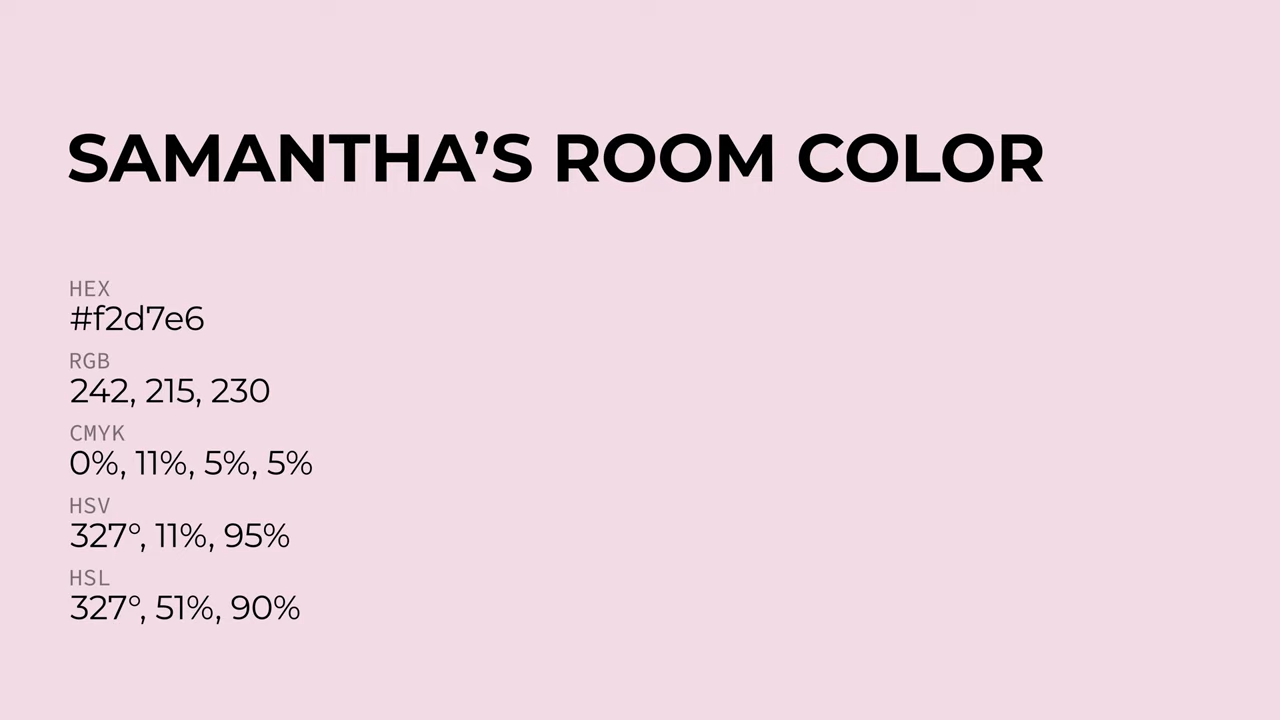 SAMANTHA’S ROOM COLOR
HEX
#f2d7e6
RGB
242, 215, 230
CMYK
0%, 11%, 5%, 5%
HSV
327°, 11%, 95%
HSL
327°, 51%, 90%